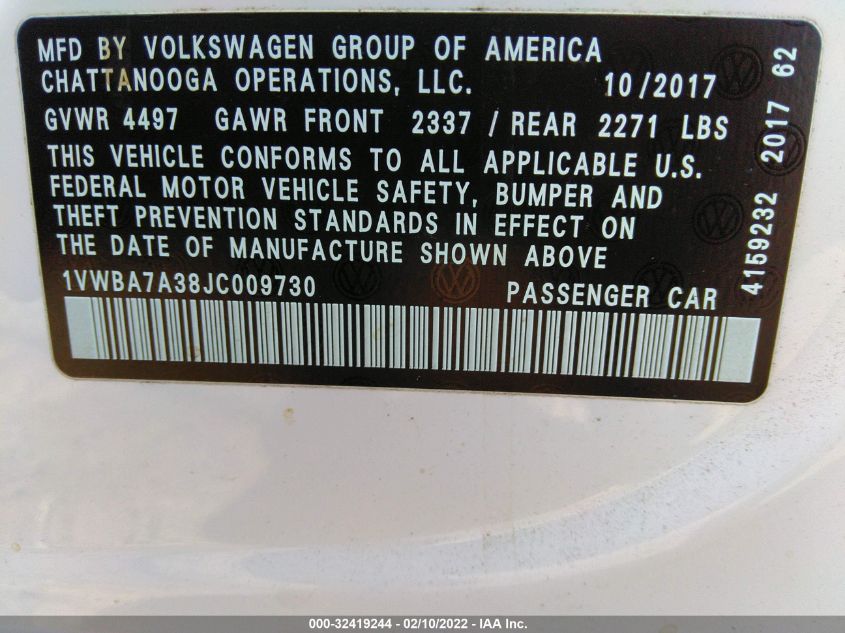 MFD BY VOLKSWAGEN GROUP OF AMERICA
CHATTANOOGA OPERATIONS, LLC. 10/2017
GVWR 4497 GAWR FRONT 2337 / REAR 2271 LBS
THIS VEHICLE CONFORMS TO ALL APPLICABLE U.S.
FEDERAL MOTOR VEHICLE SAFETY, BUMPER AND
THEFT PREVENTION STANDARDS IN EFFECT ON
THE DATE OF MANUFACTURE SHOWN ABOVE
1VWBA7A38JC009730 PASSENGER CAR
4159232 2017 62
000-32419244 - 02/10/2022 - IAA Inc.